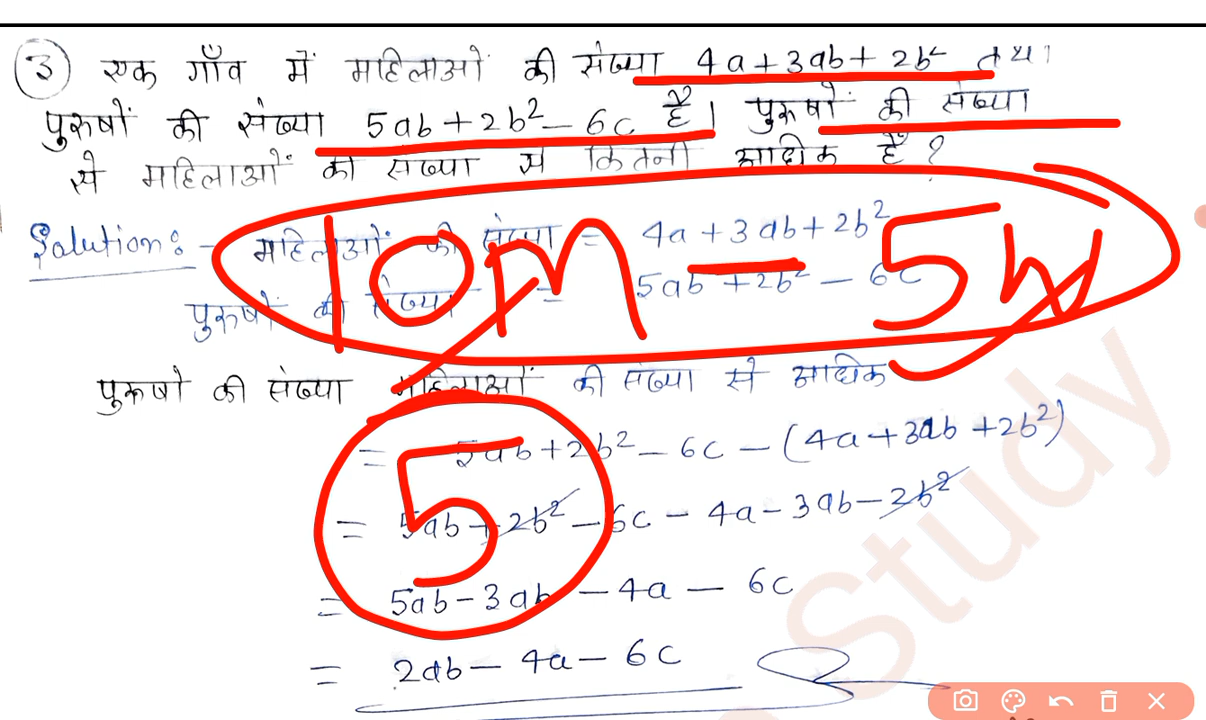 ③ एक गाँव में महिलाओं की संख्या 4a+3ab+2b² तथा
पुरुषों की संख्या 5ab+2b²-6c है। पुरुषों की संख्या
से महिलाओं की संख्या से कितनी अधिक है ?
Solution:- महिलाओं की संख्या = 4a+3ab+2b²
पुरुषों की संख्या = 5ab+2b²-6c
10m - 5w
पुरुषों की संख्या महिलाओं की संख्या से अधिक
= 5ab+2b²-6c-(4a+3ab+2b²)
5
= 5ab+2b²-6c-4a-3ab-2b²
= 5ab-3ab-4a-6c
= 2ab-4a-6c
Study